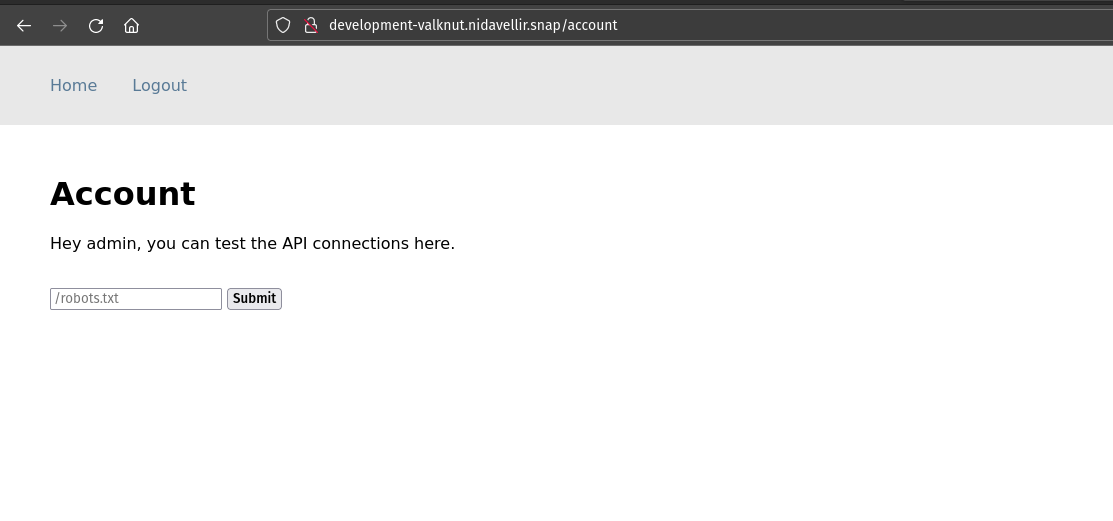 development-valknut.nidavellir.snap/account
Home Logout
Account
Hey admin, you can test the API connections here.
/robots.txt Submit